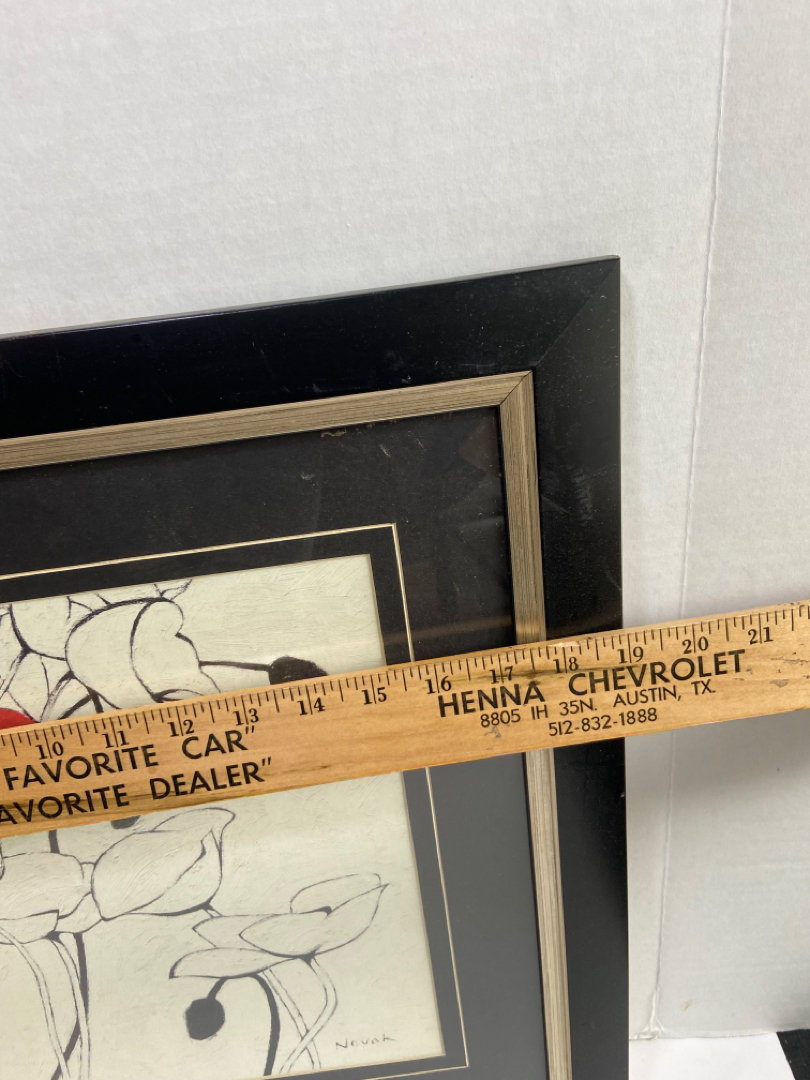 10 11 12 13 14 15 16 17 18 19 20 21
HENNA CHEVROLET
8805 IH 35N. AUSTIN, TX.
512-832-1888
FAVORITE CAR"
FAVORITE DEALER"
Novak